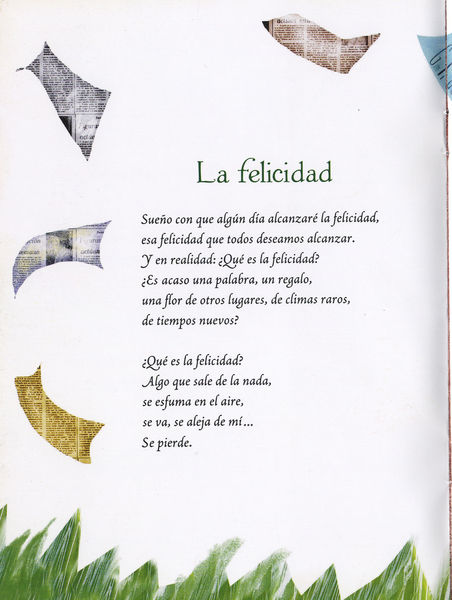 La felicidad
Sueño con que algún día alcanzaré la felicidad,
esa felicidad que todos deseamos alcanzar.
Y en realidad: ¿Qué es la felicidad?
¿Es acaso una palabra, un regalo,
una flor de otros lugares, de climas raros,
de tiempos nuevos?
¿Qué es la felicidad?
Algo que sale de la nada,
se esfuma en el aire,
se va, se aleja de mí...
Se pierde.